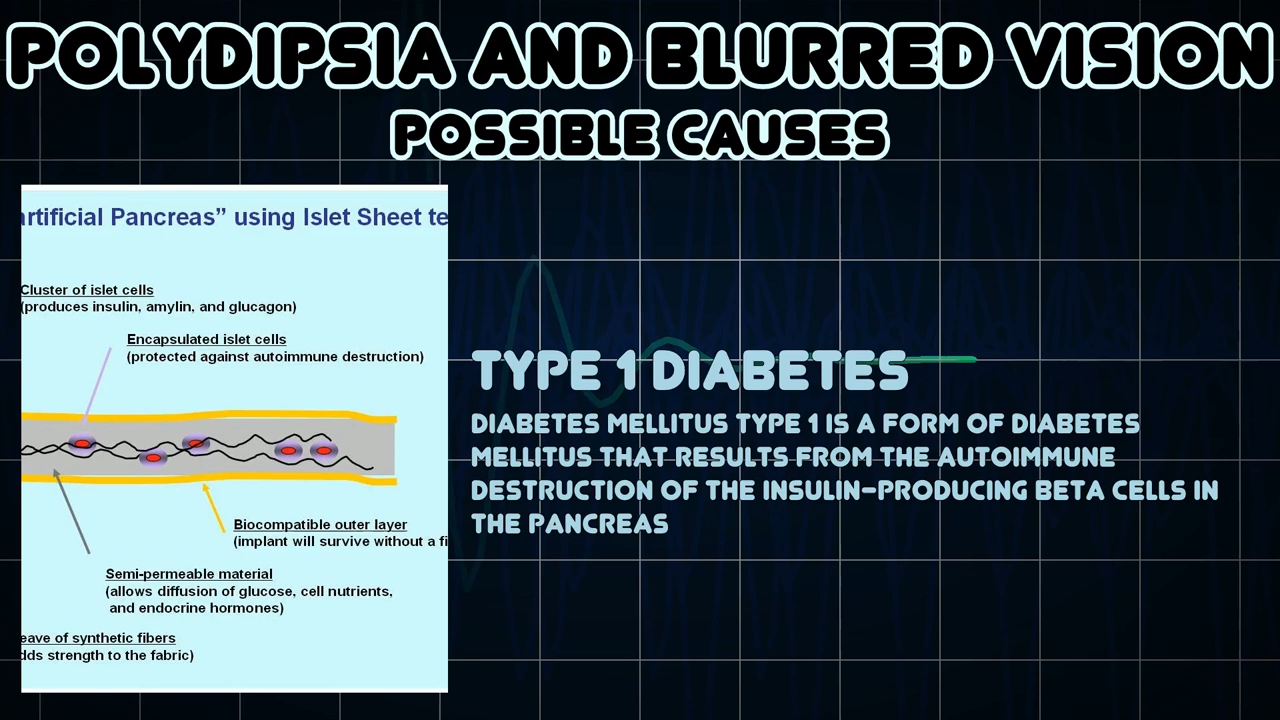 POLYDIPSIA AND BLURRED VISION
POSSIBLE CAUSES
artificial Pancreas” using Islet Sheet te
Cluster of islet cells
(produces insulin, amylin, and glucagon)
Encapsulated islet cells
(protected against autoimmune destruction)
Biocompatible outer layer
(implant will survive without a fi
Semi-permeable material
(allows diffusion of glucose, cell nutrients,
and endocrine hormones)
eave of synthetic fibers
dds strength to the fabric)
TYPE 1 DIABETES
DIABETES MELLITUS TYPE 1 IS A FORM OF DIABETES
MELLITUS THAT RESULTS FROM THE AUTOIMMUNE
DESTRUCTION OF THE INSULIN-PRODUCING BETA CELLS IN
THE PANCREAS